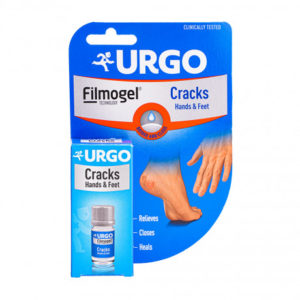 CLINICALLY TESTED
URGO
Filmogel®
TECHNOLOGY
Cracks
Hands & Feet
URGO
Cracks
Hands & Feet
URGO
Filmogel
Cracks
Relieves
Closes
Heals